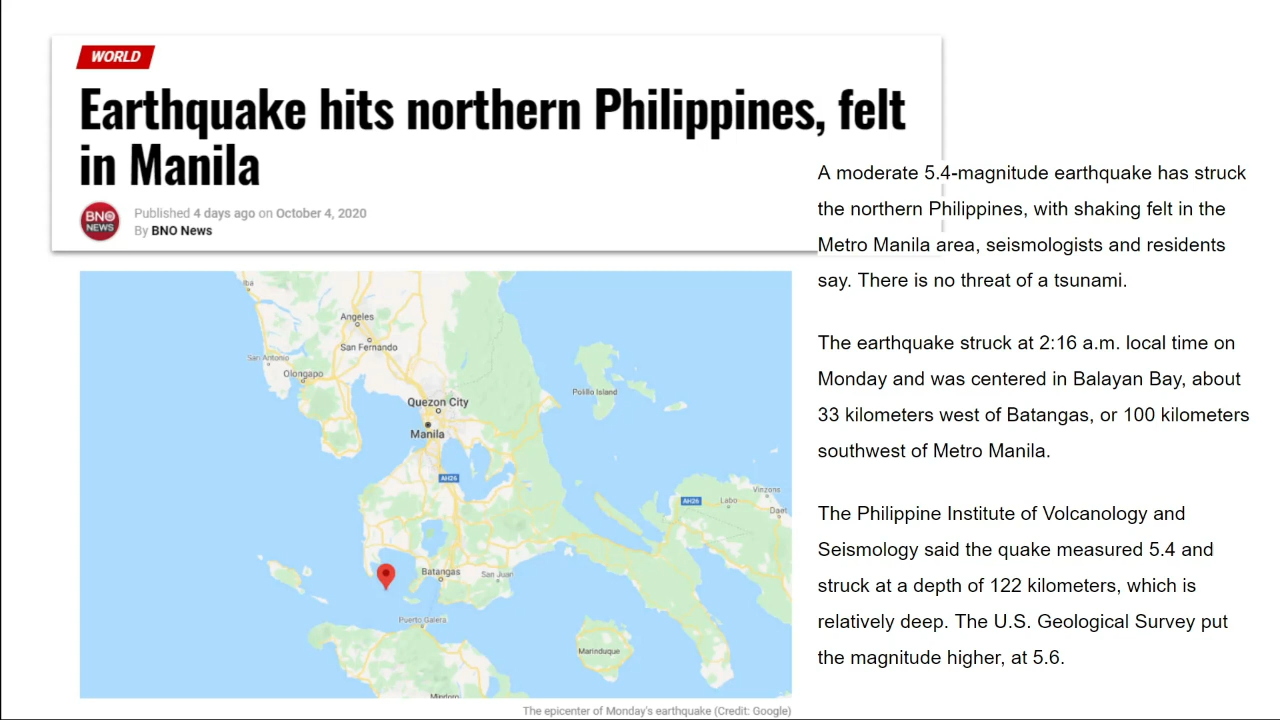 WORLD
Earthquake hits northern Philippines, felt
in Manila
BNO
NEWS
Published 4 days ago on October 4, 2020
By BNO News
A moderate 5.4-magnitude earthquake has struck
the northern Philippines, with shaking felt in the
Metro Manila area, seismologists and residents
say. There is no threat of a tsunami.
The earthquake struck at 2:16 a.m. local time on
Monday and was centered in Balayan Bay, about
33 kilometers west of Batangas, or 100 kilometers
southwest of Metro Manila.
The Philippine Institute of Volcanology and
Seismology said the quake measured 5.4 and
struck at a depth of 122 kilometers, which is
relatively deep. The U.S. Geological Survey put
the magnitude higher, at 5.6.
Iba
Angeles
San Fernando
San Antonio
Olongapo
Polillo Island
Quezon City
Manila
AH26
AH26
Vinzons
Labo
Daet
Batangas
San Juan
Puerto Galera
Marinduque
The epicenter of Monday's earthquake (Credit: Google)